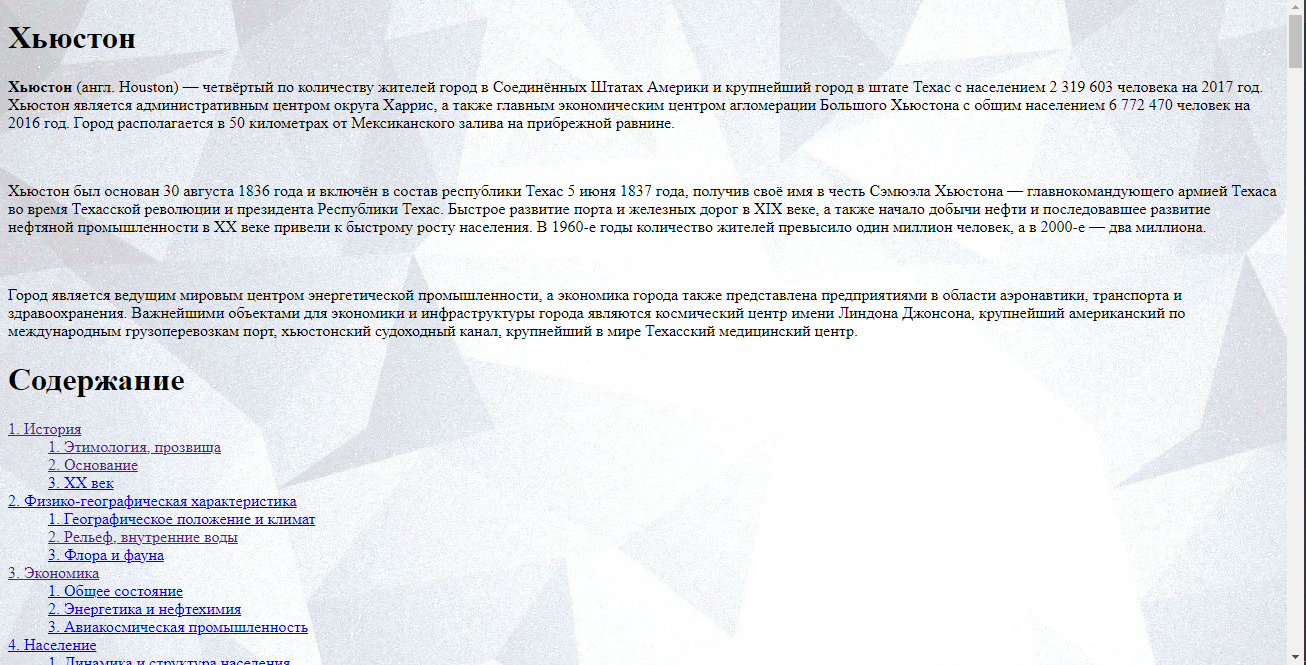 Хьюстон
Хьюстон (англ. Houston) — четвёртый по количеству жителей город в Соединённых Штатах Америки и крупнейший город в штате Техас с населением 2 319 603 человека на 2017 год.
Хьюстон является административным центром округа Харрис, а также главным экономическим центром агломерации Большого Хьюстона с общим населением 6 772 470 человек на
2016 год. Город располагается в 50 километрах от Мексиканского залива на прибрежной равнине.
Хьюстон был основан 30 августа 1836 года и включён в состав республики Техас 5 июня 1837 года, получив своё имя в честь Сэмюэла Хьюстона — главнокомандующего армией Техаса
во время Техасской революции и президента Республики Техас. Быстрое развитие порта и железных дорог в XIX веке, а также начало добычи нефти и последовавшее развитие
нефтяной промышленности в XX веке привели к быстрому росту населения. В 1960-е годы количество жителей превысило один миллион человек, а в 2000-е — два миллиона.
Город является ведущим мировым центром энергетической промышленности, а экономика города также представлена предприятиями в области аэронавтики, транспорта и
здравоохранения. Важнейшими объектами для экономики и инфраструктуры города являются космический центр имени Линдона Джонсона, крупнейший американский по
международным грузоперевозкам порт, хьюстонский судоходный канал, крупнейший в мире Техасский медицинский центр.
Содержание
1. История
1. Этимология, прозвища
2. Основание
3. XX век
2. Физико-географическая характеристика
1. Географическое положение и климат
2. Рельеф, внутренние воды
3. Флора и фауна
3. Экономика
1. Общее состояние
2. Энергетика и нефтехимия
3. Авиакосмическая промышленность
4. Население
1. Динамика и структура населения